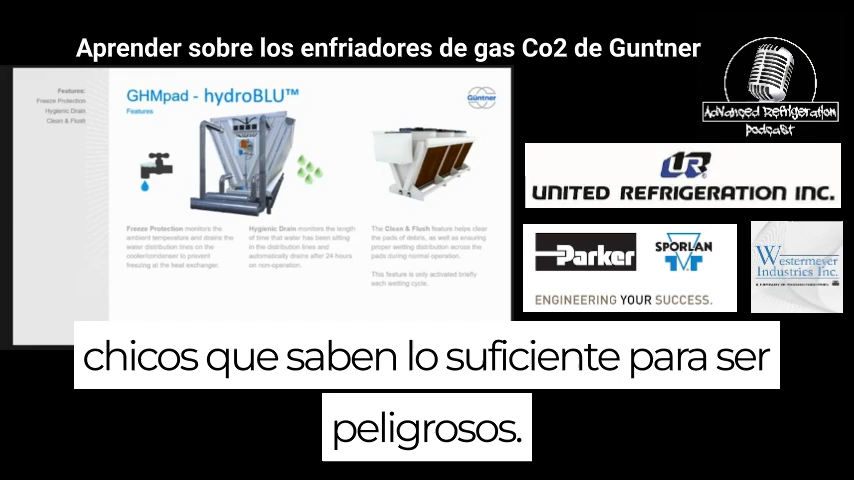 Aprender sobre los enfriadores de gas Co2 de Guntner
Advanced Refrigeration
Podcast
Features:
Freeze Protection
Hygienic Drain
Clean & Flush
GHMpad - hydroBLU™
Features
Güntner
Freeze Protection monitors the
ambient temperature and drains the
water distribution lines on the
cooler/condenser to prevent
freezing at the heat exchanger.
Hygienic Drain monitors the length
of time that water has been sitting
in the distribution lines and
automatically drains after 24 hours
on non-operation.
The Clean & Flush feature helps clear
the pads of debris, as well as ensuring
proper wetting distribution across the
pads during normal operation.
This feature is only activated briefly
each wetting cycle.
UR
UNITED REFRIGERATION INC.
Parker
SPORLAN
ENGINEERING YOUR SUCCESS.
Westermeyer
Industries Inc.
chicos que saben lo suficiente para ser
peligrosos.